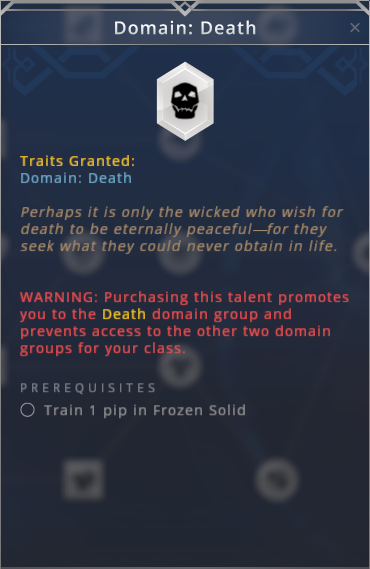 Domain: Death
Traits Granted:
Domain: Death
Perhaps it is only the wicked who wish for
death to be eternally peaceful—for they
seek what they could never obtain in life.
WARNING: Purchasing this talent promotes
you to the Death domain group and
prevents access to the other two domain
groups for your class.
PREREQUISITES
Train 1 pip in Frozen Solid